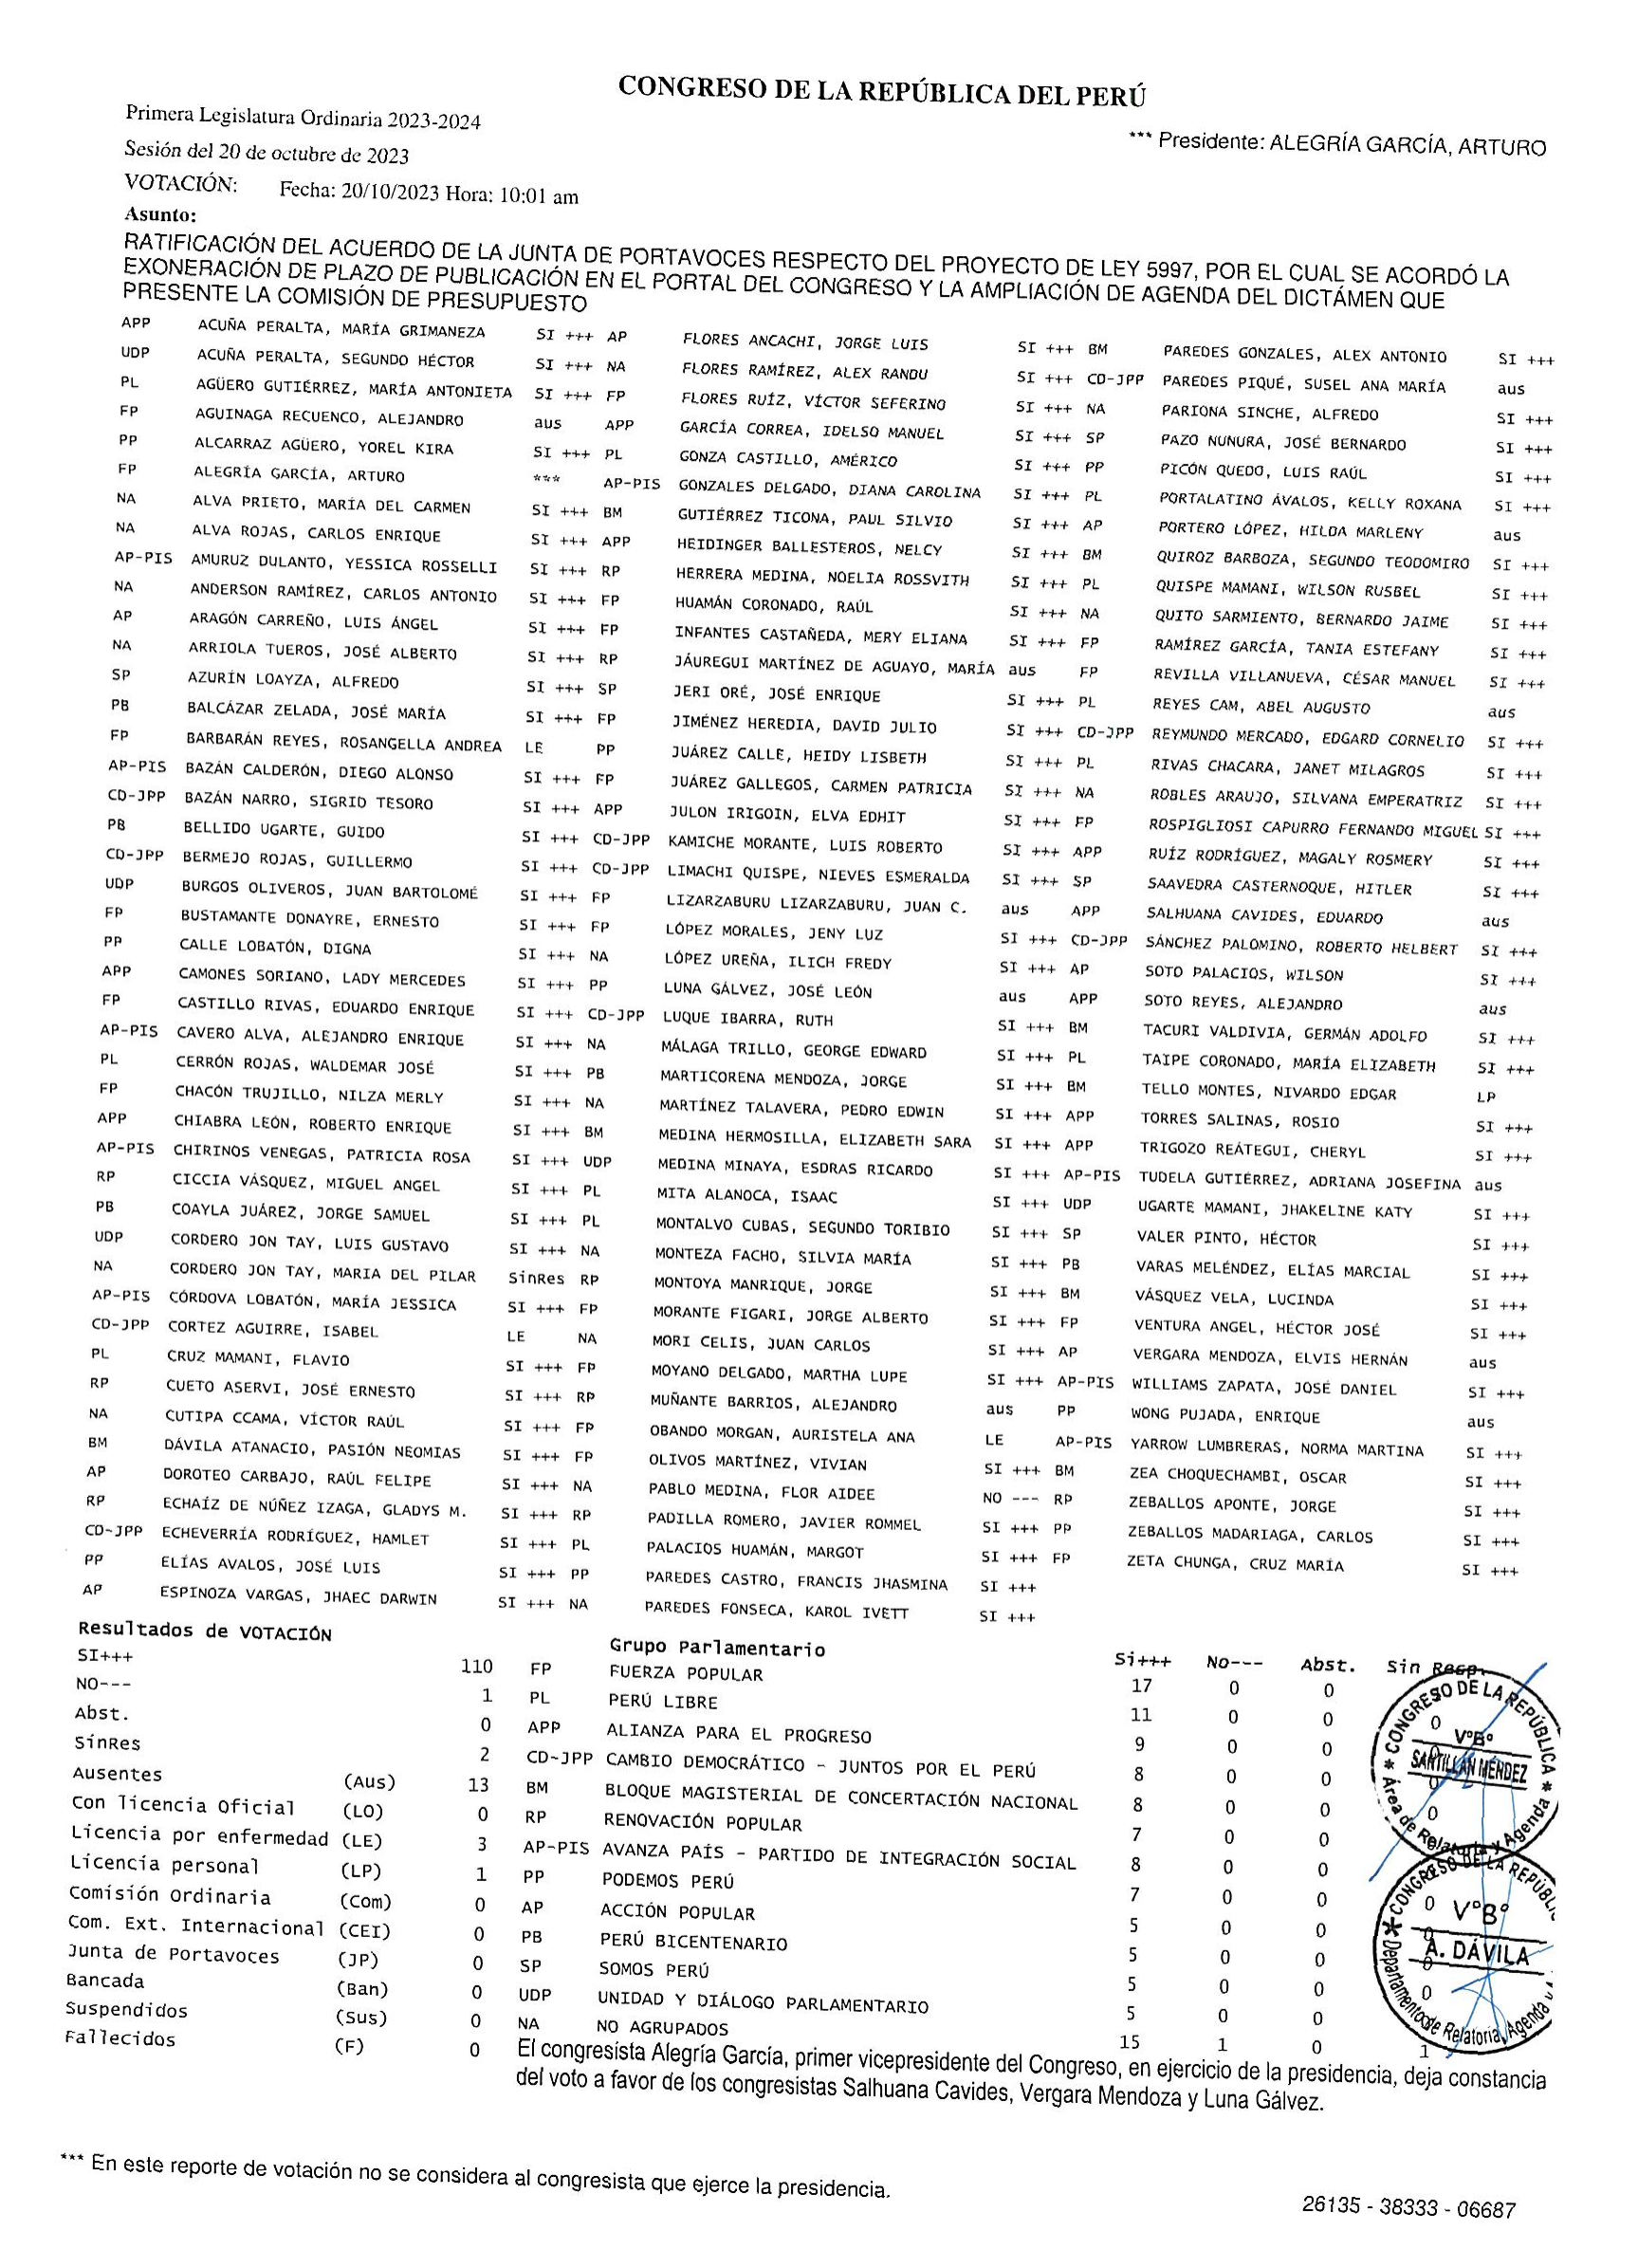 CONGRESO DE LA REPÚBLICA DEL PERÚ
Primera Legislatura Ordinaria 2023-2024
*** Presidente: ALEGRÍA GARCÍA, ARTURO
Sesión del 20 de octubre de 2023
VOTACIÓN: Fecha: 20/10/2023 Hora: 10:01 am
Asunto:
RATIFICACIÓN DEL ACUERDO DE LA JUNTA DE PORTAVOCES RESPECTO DEL PROYECTO DE LEY 5997, POR EL CUAL SE ACORDÓ LA
EXONERACIÓN DE PLAZO DE PUBLICACIÓN EN EL PORTAL DEL CONGRESO Y LA AMPLIACIÓN DE AGENDA DEL DICTÁMEN QUE
PRESENTE LA COMISIÓN DE PRESUPUESTO
APP ACUÑA PERALTA, MARÍA GRIMANEZA SI +++ AP FLORES ANCACHI, JORGE LUIS SI +++ BM PAREDES GONZALES, ALEX ANTONIO SI +++
UDP ACUÑA PERALTA, SEGUNDO HÉCTOR SI +++ NA FLORES RAMÍREZ, ALEX RANDU SI +++ CD-JPP PAREDES PIQUÉ, SUSEL ANA MARÍA aus
PL AGÜERO GUTIÉRREZ, MARÍA ANTONIETA SI +++ FP FLORES RUÍZ, VÍCTOR SEFERINO SI +++ NA PARIONA SINCHE, ALFREDO SI +++
FP AGUINAGA RECUENCO, ALEJANDRO aus APP GARCÍA CORREA, IDELSO MANUEL SI +++ SP PAZO NUNURA, JOSÉ BERNARDO SI +++
PP ALCARRAZ AGÜERO, YOREL KIRA SI +++ PL GONZA CASTILLO, AMÉRICO SI +++ PP PICÓN QUEDO, LUIS RAÚL SI +++
FP ALEGRÍA GARCÍA, ARTURO *** AP-PIS GONZALES DELGADO, DIANA CAROLINA SI +++ PL PORTALATINO ÁVALOS, KELLY ROXANA SI +++
NA ALVA PRIETO, MARÍA DEL CARMEN SI +++ BM GUTIÉRREZ TICONA, PAUL SILVIO SI +++ AP PORTERO LÓPEZ, HILDA MARLENY aus
NA ALVA ROJAS, CARLOS ENRIQUE SI +++ APP HEIDINGER BALLESTEROS, NELCY SI +++ BM QUIROZ BARBOZA, SEGUNDO TEODOMIRO SI +++
AP-PIS AMURUZ DULANTO, YESSICA ROSSELLI SI +++ RP HERRERA MEDINA, NOELIA ROSSVITH SI +++ PL QUISPE MAMANI, WILSON RUSBEL SI +++
NA ANDERSON RAMÍREZ, CARLOS ANTONIO SI +++ FP HUAMÁN CORONADO, RAÚL SI +++ NA QUITO SARMIENTO, BERNARDO JAIME SI +++
AP ARAGÓN CARREÑO, LUIS ÁNGEL SI +++ FP INFANTES CASTAÑEDA, MERY ELIANA SI +++ FP RAMÍREZ GARCÍA, TANIA ESTEFANY SI +++
NA ARRIOLA TUEROS, JOSÉ ALBERTO SI +++ RP JÁUREGUI MARTÍNEZ DE AGUAYO, MARÍA aus FP REVILLA VILLANUEVA, CÉSAR MANUEL SI +++
SP AZURÍN LOAYZA, ALFREDO SI +++ SP JERI ORÉ, JOSÉ ENRIQUE SI +++ PL REYES CAM, ABEL AUGUSTO aus
PB BALCÁZAR ZELADA, JOSÉ MARÍA SI +++ FP JIMÉNEZ HEREDIA, DAVID JULIO SI +++ CD-JPP REYMUNDO MERCADO, EDGARD CORNELIO SI +++
FP BARBARÁN REYES, ROSANGELLA ANDREA LE PP JUÁREZ CALLE, HEIDY LISBETH SI +++ PL RIVAS CHACARA, JANET MILAGROS SI +++
AP-PIS BAZÁN CALDERÓN, DIEGO ALONSO SI +++ FP JUÁREZ GALLEGOS, CARMEN PATRICIA SI +++ NA ROBLES ARAUJO, SILVANA EMPERATRIZ SI +++
CD-JPP BAZÁN NARRO, SIGRID TESORO SI +++ APP JULON IRIGOIN, ELVA EDHIT SI +++ FP ROSPIGLIOSI CAPURRO FERNANDO MIGUEL SI +++
PB BELLIDO UGARTE, GUIDO SI +++ CD-JPP KAMICHE MORANTE, LUIS ROBERTO SI +++ APP RUÍZ RODRÍGUEZ, MAGALY ROSMERY SI +++
CD-JPP BERMEJO ROJAS, GUILLERMO SI +++ CD-JPP LIMACHI QUISPE, NIEVES ESMERALDA SI +++ SP SAAVEDRA CASTERNOQUE, HITLER SI +++
UDP BURGOS OLIVEROS, JUAN BARTOLOMÉ SI +++ FP LIZARZABURU LIZARZABURU, JUAN C. aus APP SALHUANA CAVIDES, EDUARDO aus
FP BUSTAMANTE DONAYRE, ERNESTO SI +++ FP LÓPEZ MORALES, JENY LUZ SI +++ CD-JPP SÁNCHEZ PALOMINO, ROBERTO HELBERT SI +++
PP CALLE LOBATÓN, DIGNA SI +++ NA LÓPEZ UREÑA, ILICH FREDY SI +++ AP SOTO PALACIOS, WILSON SI +++
APP CAMONES SORIANO, LADY MERCEDES SI +++ PP LUNA GÁLVEZ, JOSÉ LEÓN aus APP SOTO REYES, ALEJANDRO aus
FP CASTILLO RIVAS, EDUARDO ENRIQUE SI +++ CD-JPP LUQUE IBARRA, RUTH SI +++ BM TACURI VALDIVIA, GERMÁN ADOLFO SI +++
AP-PIS CAVERO ALVA, ALEJANDRO ENRIQUE SI +++ NA MÁLAGA TRILLO, GEORGE EDWARD SI +++ PL TAIPE CORONADO, MARÍA ELIZABETH SI +++
PL CERRÓN ROJAS, WALDEMAR JOSÉ SI +++ PB MARTICORENA MENDOZA, JORGE SI +++ BM TELLO MONTES, NIVARDO EDGAR LP
FP CHACÓN TRUJILLO, NILZA MERLY SI +++ NA MARTÍNEZ TALAVERA, PEDRO EDWIN SI +++ APP TORRES SALINAS, ROSIO SI +++
APP CHIABRA LEÓN, ROBERTO ENRIQUE SI +++ BM MEDINA HERMOSILLA, ELIZABETH SARA SI +++ APP TRIGOZO REÁTEGUI, CHERYL SI +++
AP-PIS CHIRINOS VENEGAS, PATRICIA ROSA SI +++ UDP MEDINA MINAYA, ESDRAS RICARDO SI +++ AP-PIS TUDELA GUTIÉRREZ, ADRIANA JOSEFINA aus
RP CICCIA VÁSQUEZ, MIGUEL ANGEL SI +++ PL MITA ALANOCA, ISAAC SI +++ UDP UGARTE MAMANI, JHAKELINE KATY SI +++
PB COAYLA JUÁREZ, JORGE SAMUEL SI +++ PL MONTALVO CUBAS, SEGUNDO TORIBIO SI +++ SP VALER PINTO, HÉCTOR SI +++
UDP CORDERO JON TAY, LUIS GUSTAVO SI +++ NA MONTEZA FACHO, SILVIA MARÍA SI +++ PB VARAS MELÉNDEZ, ELÍAS MARCIAL SI +++
NA CORDERO JON TAY, MARIA DEL PILAR SinRes RP MONTOYA MANRIQUE, JORGE SI +++ BM VÁSQUEZ VELA, LUCINDA SI +++
AP-PIS CÓRDOVA LOBATÓN, MARÍA JESSICA SI +++ FP MORANTE FIGARI, JORGE ALBERTO SI +++ FP VENTURA ANGEL, HÉCTOR JOSÉ SI +++
CD-JPP CORTEZ AGUIRRE, ISABEL LE NA MORI CELIS, JUAN CARLOS SI +++ AP VERGARA MENDOZA, ELVIS HERNÁN aus
PL CRUZ MAMANI, FLAVIO SI +++ FP MOYANO DELGADO, MARTHA LUPE SI +++ AP-PIS WILLIAMS ZAPATA, JOSÉ DANIEL SI +++
RP CUETO ASERVI, JOSÉ ERNESTO SI +++ RP MUÑANTE BARRIOS, ALEJANDRO aus PP WONG PUJADA, ENRIQUE aus
NA CUTIPA CCAMA, VÍCTOR RAÚL SI +++ FP OBANDO MORGAN, AURISTELA ANA LE AP-PIS YARROW LUMBRERAS, NORMA MARTINA SI +++
BM DÁVILA ATANACIO, PASIÓN NEOMIAS SI +++ FP OLIVOS MARTÍNEZ, VIVIAN SI +++ BM ZEA CHOQUECHAMBI, OSCAR SI +++
AP DOROTEO CARBAJO, RAÚL FELIPE SI +++ NA PABLO MEDINA, FLOR AIDEE NO --- RP ZEBALLOS APONTE, JORGE SI +++
RP ECHAÍZ DE NÚÑEZ IZAGA, GLADYS M. SI +++ RP PADILLA ROMERO, JAVIER ROMMEL SI +++ PP ZEBALLOS MADARIAGA, CARLOS SI +++
CD-JPP ECHEVERRÍA RODRÍGUEZ, HAMLET SI +++ PL PALACIOS HUAMÁN, MARGOT SI +++ FP ZETA CHUNGA, CRUZ MARÍA SI +++
PP ELÍAS AVALOS, JOSÉ LUIS SI +++ PP PAREDES CASTRO, FRANCIS JHASMINA SI +++
AP ESPINOZA VARGAS, JHAEC DARWIN SI +++ NA PAREDES FONSECA, KAROL IVETT SI +++
Resultados de VOTACIÓN Grupo Parlamentario Si+++ No--- Abst. Sin Resp.
SI+++ 110 FP FUERZA POPULAR 17 0 0
NO--- 1 PL PERÚ LIBRE 11 0 0 0
Abst. 0 APP ALIANZA PARA EL PROGRESO 9 0 0
SinRes 2 CD-JPP CAMBIO DEMOCRÁTICO - JUNTOS POR EL PERÚ 8 0 0 0
Ausentes (Aus) 13 BM BLOQUE MAGISTERIAL DE CONCERTACIÓN NACIONAL 8 0 0 0
Con licencia Oficial (LO) 0 RP RENOVACIÓN POPULAR 7 0 0
Licencia por enfermedad (LE) 3 AP-PIS AVANZA PAÍS - PARTIDO DE INTEGRACIÓN SOCIAL 8 0 0
Licencia personal (LP) 1 PP PODEMOS PERÚ 7 0 0 0
Comisión Ordinaria (Com) 0 AP ACCIÓN POPULAR 5 0 0
Com. Ext. Internacional (CEI) 0 PB PERÚ BICENTENARIO 5 0 0 0
Junta de Portavoces (JP) 0 SP SOMOS PERÚ 5 0 0 0
Bancada (Ban) 0 UDP UNIDAD Y DIÁLOGO PARLAMENTARIO 5 0 0
Suspendidos (Sus) 0 NA NO AGRUPADOS 15 1 0 1
Fallecidos (F) 0
CONGRESO DE LA REPÚBLICA
V°B°
SANTILLAN MENDEZ
Área de Relatoría y Agenda
CONGRESO DE LA REPÚBLIC
V°B°
A. DÁVILA
Departamento de Relatoría, Agenda y
El congresista Alegría García, primer vicepresidente del Congreso, en ejercicio de la presidencia, deja constancia
del voto a favor de los congresistas Salhuana Cavides, Vergara Mendoza y Luna Gálvez.
*** En este reporte de votación no se considera al congresista que ejerce la presidencia.
26135 - 38333 - 06687